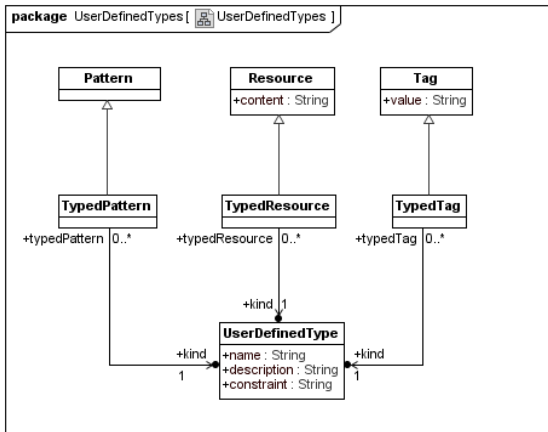 package UserDefinedTypes [ UserDefinedTypes ]
Pattern
Resource
+content : String
Tag
+value : String
TypedPattern
TypedResource
TypedTag
+typedPattern 0..*
+typedResource 0..*
+typedTag 0..*
+kind 1
UserDefinedType
+name : String
+description : String
+constraint : String
+kind
1
+kind
1